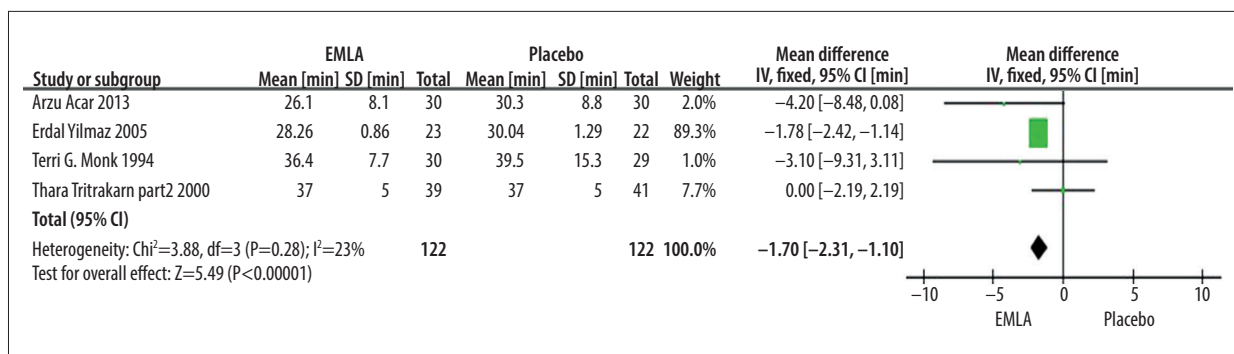 EMLA Placebo Mean difference Mean difference
Study or subgroup Mean [min] SD [min] Total Mean [min] SD [min] Total Weight IV, fixed, 95% CI [min] IV, fixed, 95% CI [min]
Arzu Acar 2013 26.1 8.1 30 30.3 8.8 30 2.0% −4.20 [−8.48, 0.08]
Erdal Yilmaz 2005 28.26 0.86 23 30.04 1.29 22 89.3% −1.78 [−2.42, −1.14]
Terri G. Monk 1994 36.4 7.7 30 39.5 15.3 29 1.0% −3.10 [−9.31, 3.11]
Thara Tritrakarn part2 2000 37 5 39 37 5 41 7.7% 0.00 [−2.19, 2.19]
Total (95% CI)
Heterogeneity: Chi²=3.88, df=3 (P=0.28); I²=23% 122 122 100.0% −1.70 [−2.31, −1.10]
Test for overall effect: Z=5.49 (P<0.00001)
−10 −5 0 5 10
EMLA Placebo